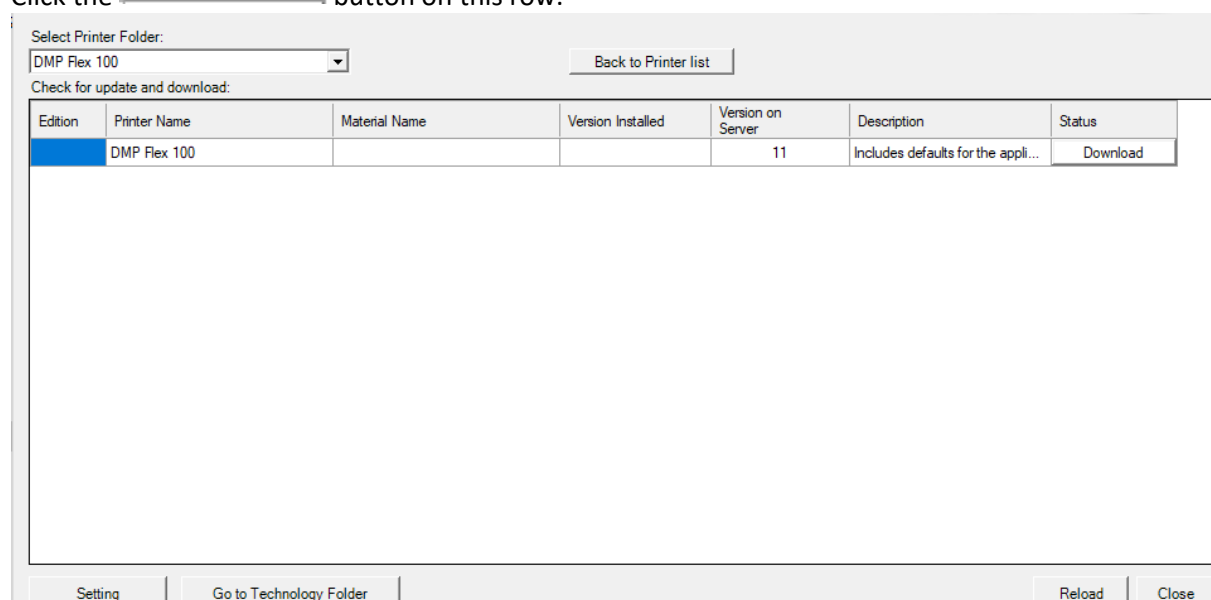 Click the button on this row.
Select Printer Folder:
DMP Flex 100
Back to Printer list
Check for update and download:
Edition Printer Name Material Name Version Installed Version on Server Description Status
DMP Flex 100 11 Includes defaults for the appli... Download
Setting Go to Technology Folder Reload Close